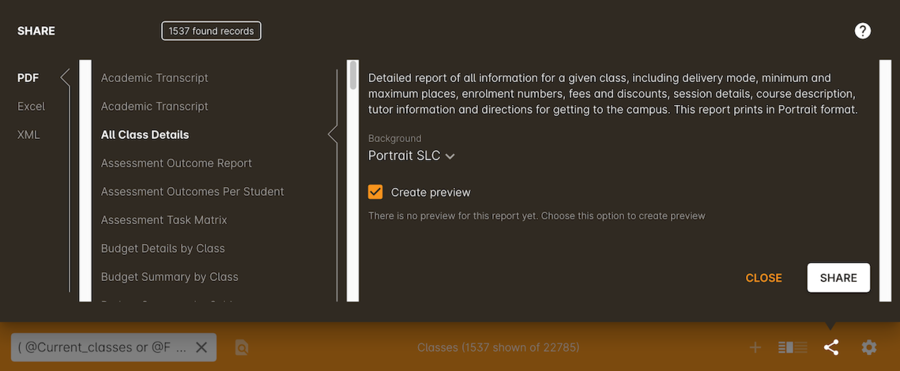 SHARE
1537 found records
?
PDF
Excel
XML
Academic Transcript
Academic Transcript
All Class Details
Assessment Outcome Report
Assessment Outcomes Per Student
Assessment Task Matrix
Budget Details by Class
Budget Summary by Class
Detailed report of all information for a given class, including delivery mode, minimum and
maximum places, enrolment numbers, fees and discounts, session details, course description,
tutor information and directions for getting to the campus. This report prints in Portrait format.
Background
Portrait SLC
Create preview
There is no preview for this report yet. Choose this option to create preview
CLOSE
SHARE
( @Current_classes or @F ...
Classes (1537 shown of 22785)